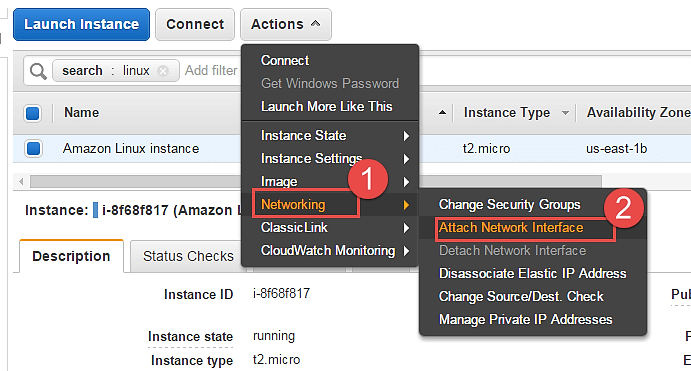 Launch Instance Connect Actions
search : linux Add filter
Connect
Get Windows Password
Launch More Like This
Name Instance Type Availability Zone
Instance State
Amazon Linux instance t2.micro us-east-1b
Instance Settings
Image
1
Networking
Instance: i-8f68f817 (Amazon L
ClassicLink
CloudWatch Monitoring
Change Security Groups
2
Attach Network Interface
Detach Network Interface
Disassociate Elastic IP Address
Change Source/Dest. Check
Manage Private IP Addresses
Description Status Checks
Instance ID i-8f68f817
Instance state running
Instance type t2.micro